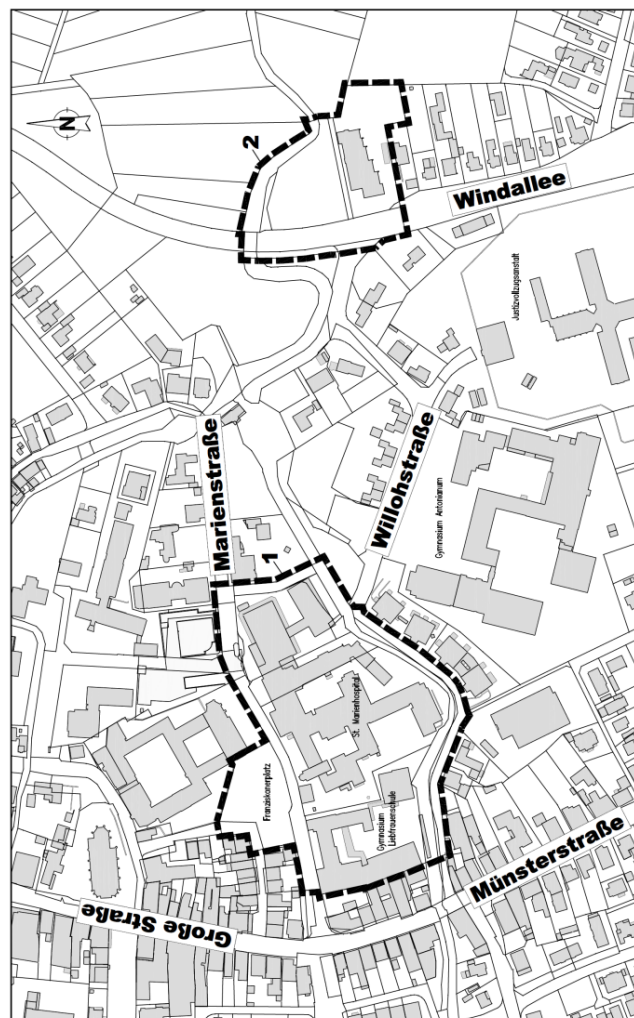 N
2
Windallee
Justizvollzugsanstalt
Marienstraße
Willohstraße
Gymnasium Antonianum
1
St. Marienhospital
Franziskanerplatz
Gymnasium
Liebfrauenschule
Große Straße
Münsterstraße